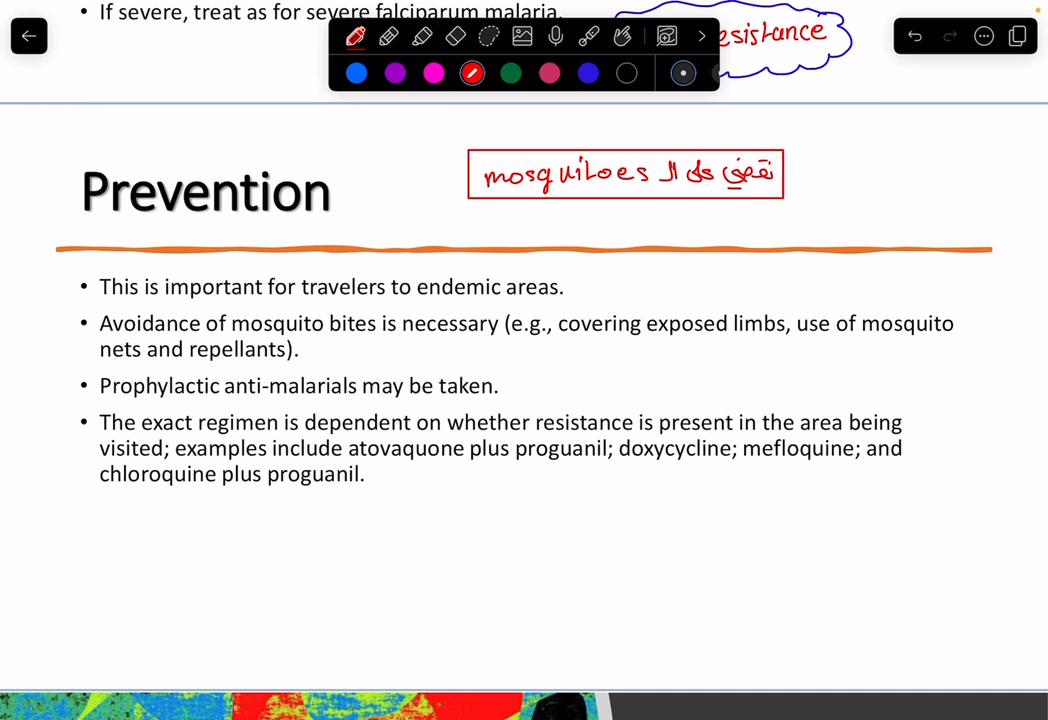 • If severe, treat as for severe falciparum malaria.
esistance
Prevention
نقضي على ال mosquitoes
• This is important for travelers to endemic areas.
• Avoidance of mosquito bites is necessary (e.g., covering exposed limbs, use of mosquito
nets and repellants).
• Prophylactic anti-malarials may be taken.
• The exact regimen is dependent on whether resistance is present in the area being
visited; examples include atovaquone plus proguanil; doxycycline; mefloquine; and
chloroquine plus proguanil.